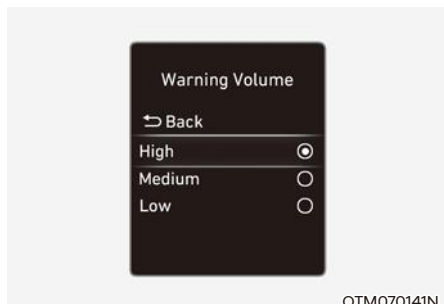 Warning Volume
Back
High
Medium
Low
OTM070141N